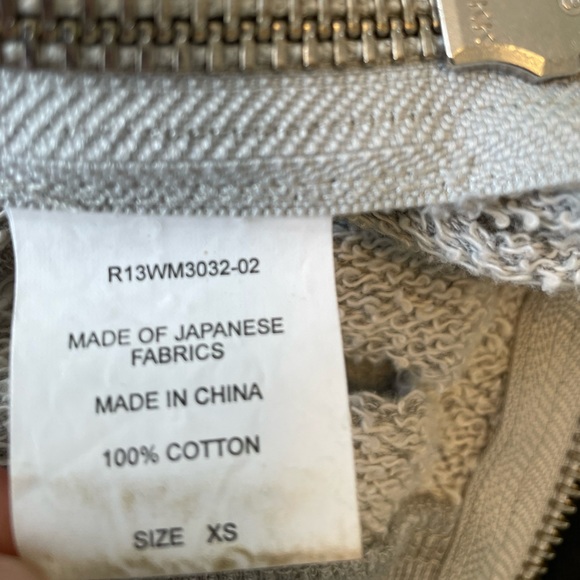 R13WM3032-02
MADE OF JAPANESE
FABRICS
MADE IN CHINA
100% COTTON
SIZE XS